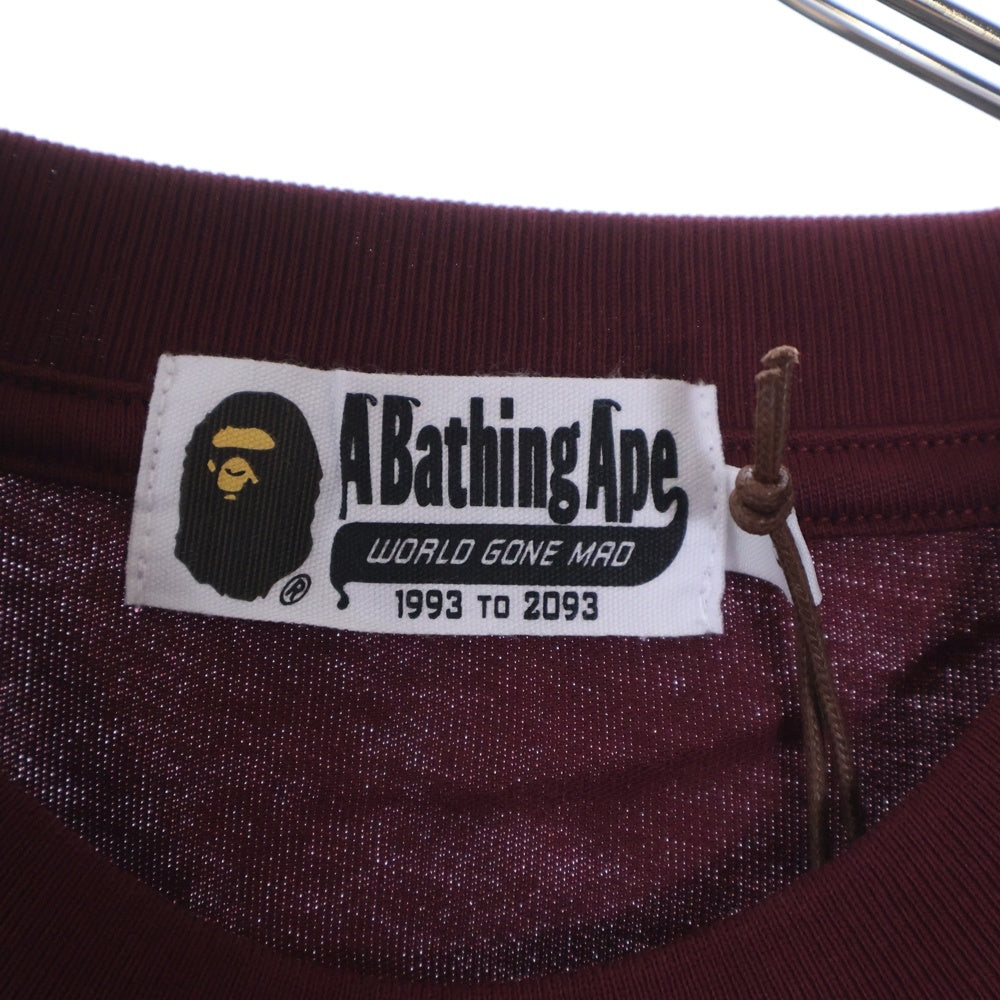 A Bathing Ape
WORLD GONE MAD
1993 TO 2093
®